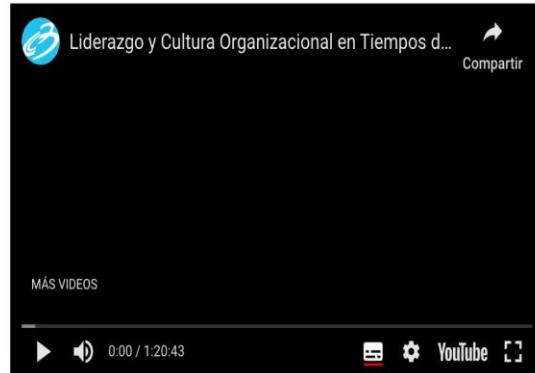 Liderazgo y Cultura Organizacional en Tiempos d...
Compartir
MÁS VIDEOS
0:00 / 1:20:43
YouTube